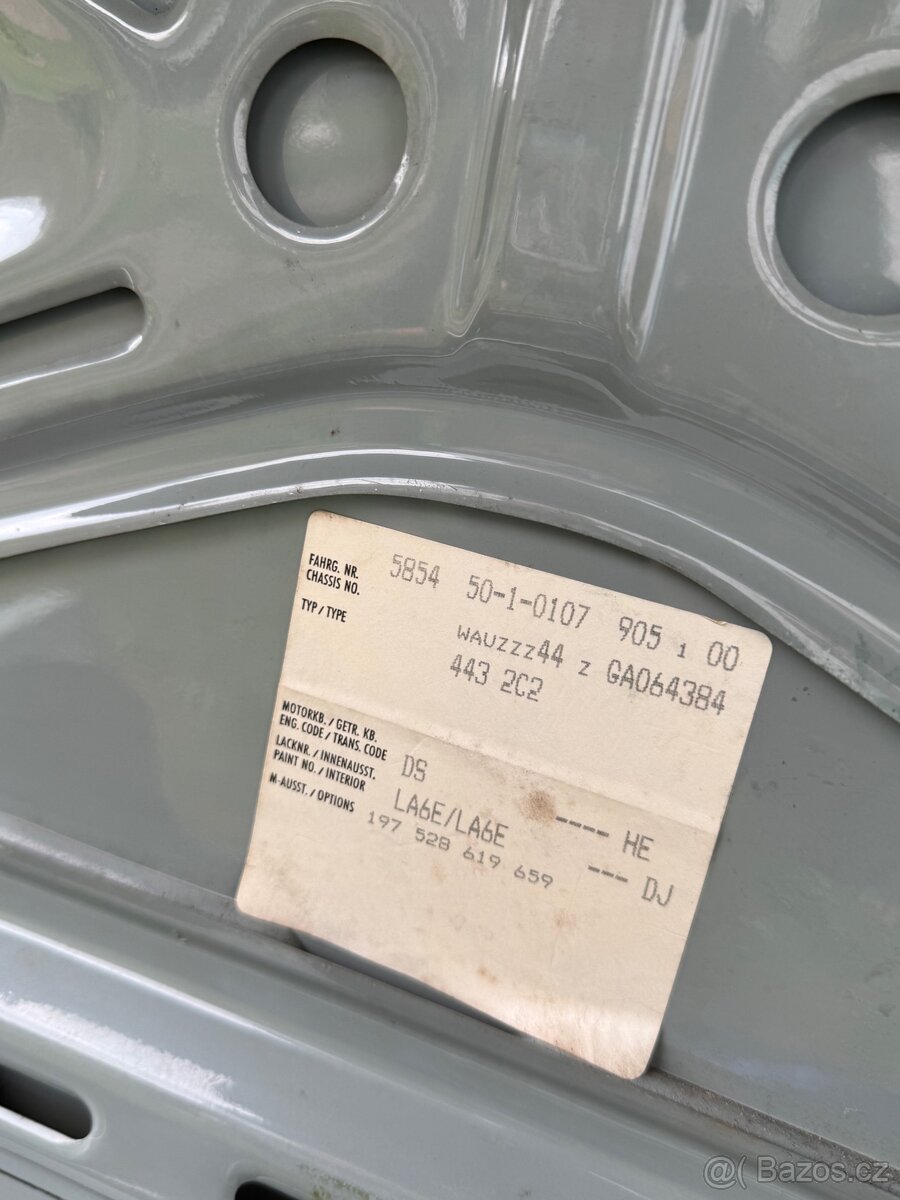 5854 50-1-0107 905 1 00
FAHRG. NR.
CHASSIS NO.
WAUZZZ44 Z GA064384
TYP / TYPE
443 2C2
MOTORKB. / GETR. KB.
ENG. CODE / TRANS. CODE
DS ---- HE
LACKNR. / INNENAUSST.
PAINT NO. / INTERIOR
LA6E/LA6E --- DJ
M-AUSST. / OPTIONS
197 528 619 659
@( Bazos.cz